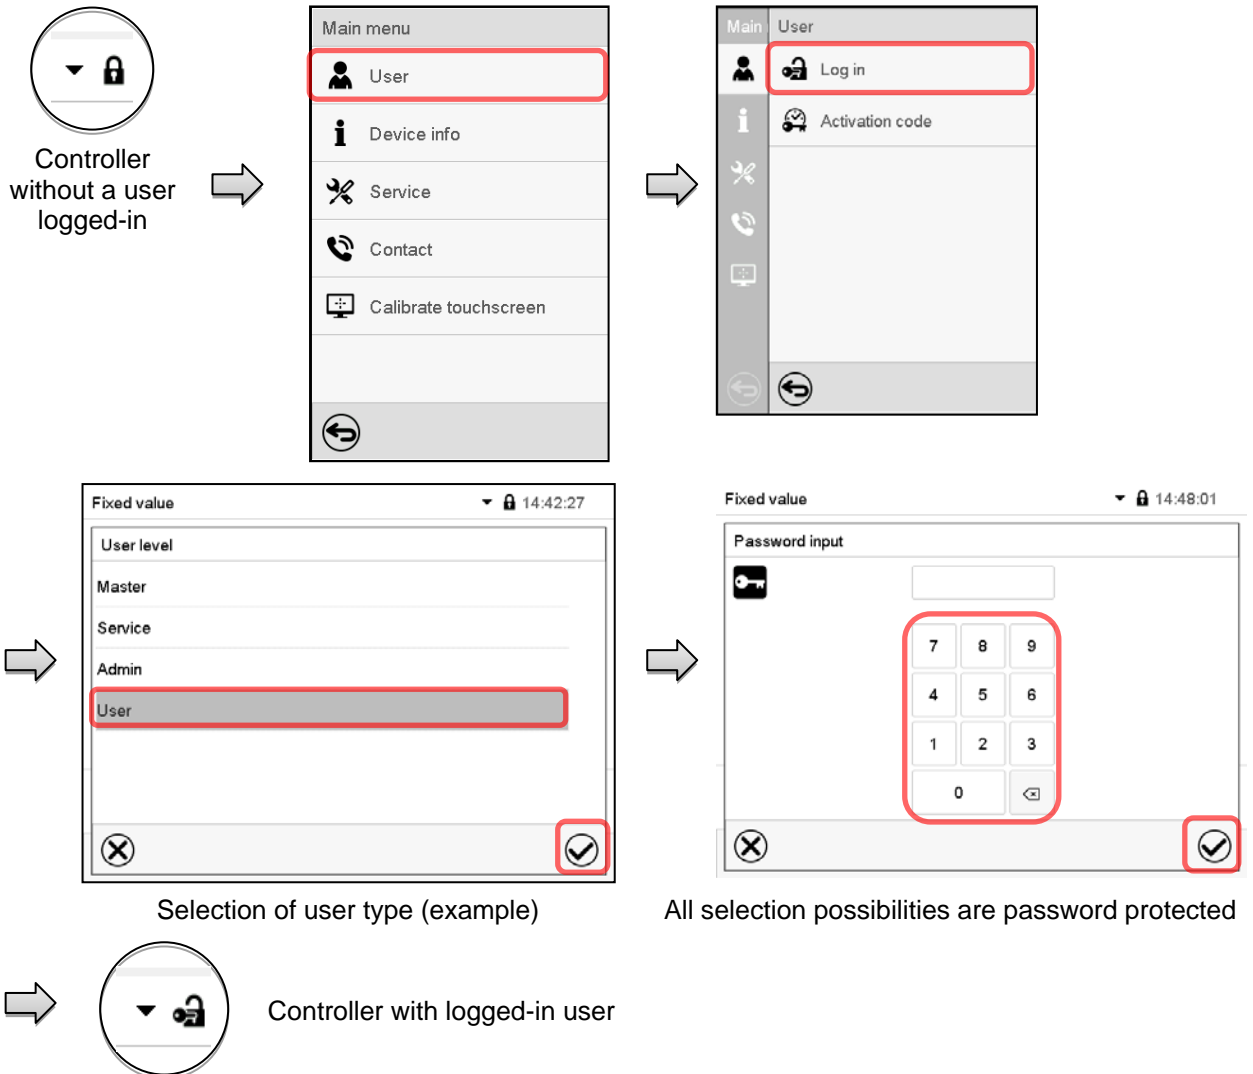 Controller
without a user
logged-in
Main menu
User
Device info
Service
Contact
Calibrate touchscreen
Main
User
Log in
Activation code
Fixed value
14:42:27
User level
Master
Service
Admin
User
Selection of user type (example)
Fixed value
14:48:01
Password input
7 8 9
4 5 6
1 2 3
0
All selection possibilities are password protected
Controller with logged-in user